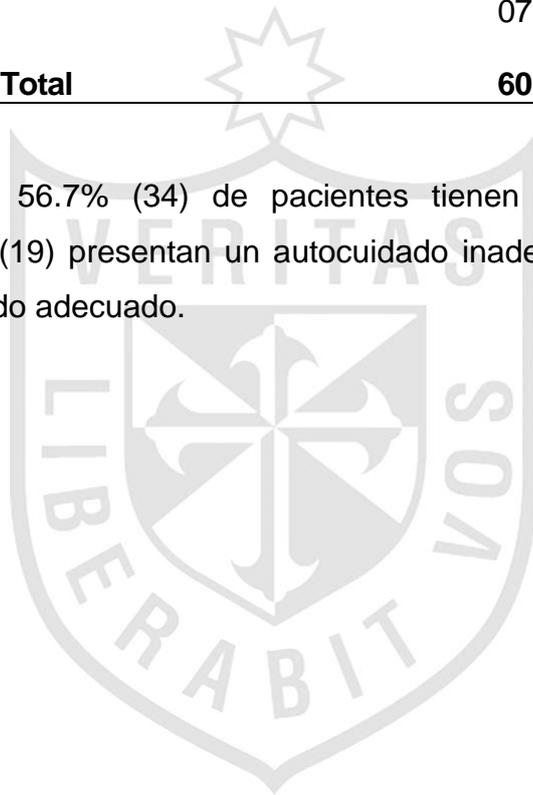 07
Total 60
56.7% (34) de pacientes tienen
(19) presentan un autocuidado inade
do adecuado.
VERITAS
LIBERABIT VOS